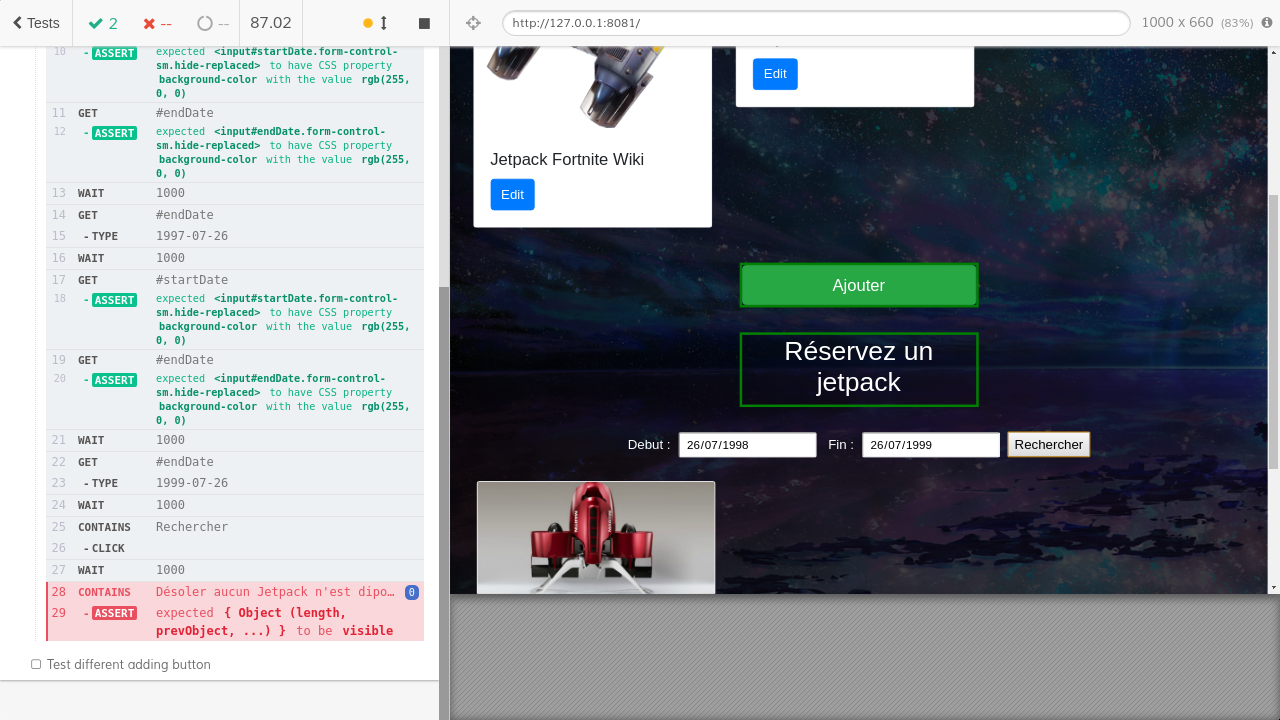 Tests
2
--
--
87.02
http://127.0.0.1:8081/
1000 x 660 (83%)
10 - ASSERT expected <input#startDate.form-control-
sm.hide-replaced> to have CSS property
background-color with the value rgb(255,
0, 0)
11 GET #endDate
12 - ASSERT expected <input#endDate.form-control-
sm.hide-replaced> to have CSS property
background-color with the value rgb(255,
0, 0)
13 WAIT 1000
14 GET #endDate
15 - TYPE 1997-07-26
16 WAIT 1000
17 GET #startDate
18 - ASSERT expected <input#startDate.form-control-
sm.hide-replaced> to have CSS property
background-color with the value rgb(255,
0, 0)
19 GET #endDate
20 - ASSERT expected <input#endDate.form-control-
sm.hide-replaced> to have CSS property
background-color with the value rgb(255,
0, 0)
21 WAIT 1000
22 GET #endDate
23 - TYPE 1999-07-26
24 WAIT 1000
25 CONTAINS Rechercher
26 - CLICK
27 WAIT 1000
28 CONTAINS Désoler aucun Jetpack n'est dipo… 0
29 - ASSERT expected { Object (length,
prevObject, ...) } to be visible
Test different adding button
Edit
Jetpack Fortnite Wiki
Edit
Ajouter
Réservez un
jetpack
Debut : 26/07/1998 Fin : 26/07/1999 Rechercher